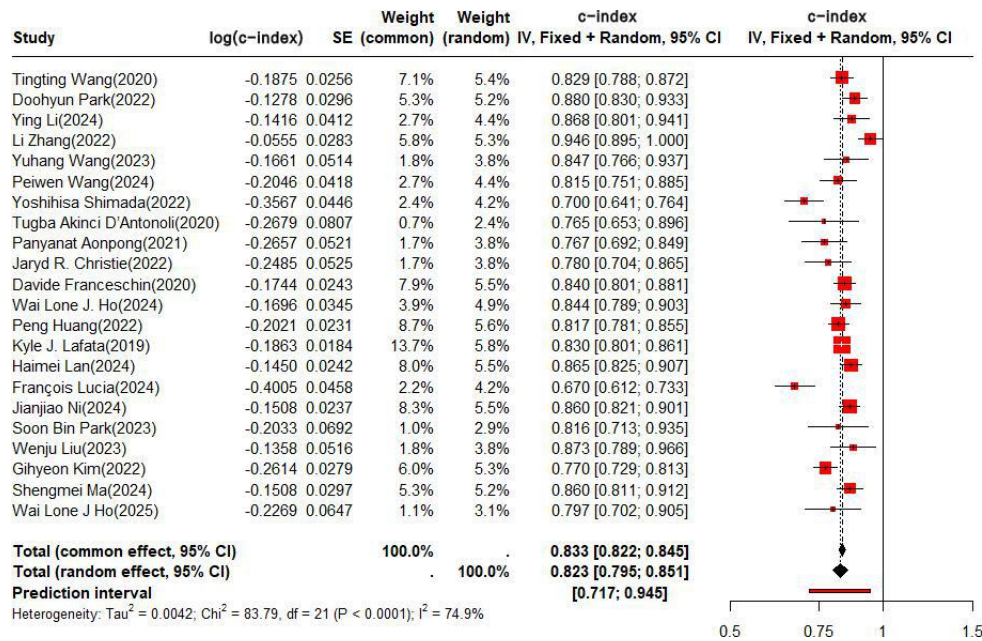 Weight Weight c-index c-index
Study log(c-index) SE (common) (random) IV, Fixed + Random, 95% CI IV, Fixed + Random, 95% CI
Tingting Wang(2020) -0.1875 0.0256 7.1% 5.4% 0.829 [0.788; 0.872]
Doohyun Park(2022) -0.1278 0.0296 5.3% 5.2% 0.880 [0.830; 0.933]
Ying Li(2024) -0.1416 0.0412 2.7% 4.4% 0.868 [0.801; 0.941]
Li Zhang(2022) -0.0555 0.0283 5.8% 5.3% 0.946 [0.895; 1.000]
Yuhang Wang(2023) -0.1661 0.0514 1.8% 3.8% 0.847 [0.766; 0.937]
Peiwen Wang(2024) -0.2046 0.0418 2.7% 4.4% 0.815 [0.751; 0.885]
Yoshihisa Shimada(2022) -0.3567 0.0446 2.4% 4.2% 0.700 [0.641; 0.764]
Tugba Akinci D'Antonoli(2020) -0.2679 0.0807 0.7% 2.4% 0.765 [0.653; 0.896]
Panyanat Aonpong(2021) -0.2657 0.0521 1.7% 3.8% 0.767 [0.692; 0.849]
Jaryd R. Christie(2022) -0.2485 0.0525 1.7% 3.8% 0.780 [0.704; 0.865]
Davide Franceschin(2020) -0.1744 0.0243 7.9% 5.5% 0.840 [0.801; 0.881]
Wai Lone J. Ho(2024) -0.1696 0.0345 3.9% 4.9% 0.844 [0.789; 0.903]
Peng Huang(2022) -0.2021 0.0231 8.7% 5.6% 0.817 [0.781; 0.855]
Kyle J. Lafata(2019) -0.1863 0.0184 13.7% 5.8% 0.830 [0.801; 0.861]
Haimei Lan(2024) -0.1450 0.0242 8.0% 5.5% 0.865 [0.825; 0.907]
François Lucia(2024) -0.4005 0.0458 2.2% 4.2% 0.670 [0.612; 0.733]
Jianjiao Ni(2024) -0.1508 0.0237 8.3% 5.5% 0.860 [0.821; 0.901]
Soon Bin Park(2023) -0.2033 0.0692 1.0% 2.9% 0.816 [0.713; 0.935]
Wenju Liu(2023) -0.1358 0.0516 1.8% 3.8% 0.873 [0.789; 0.966]
Gihyeon Kim(2022) -0.2614 0.0279 6.0% 5.3% 0.770 [0.729; 0.813]
Shengmei Ma(2024) -0.1508 0.0297 5.3% 5.2% 0.860 [0.811; 0.912]
Wai Lone J Ho(2025) -0.2269 0.0647 1.1% 3.1% 0.797 [0.702; 0.905]
Total (common effect, 95% CI) 100.0% . 0.833 [0.822; 0.845]
Total (random effect, 95% CI) . 100.0% 0.823 [0.795; 0.851]
Prediction interval [0.717; 0.945]
Heterogeneity: Tau² = 0.0042; Chi² = 83.79, df = 21 (P < 0.0001); I² = 74.9%
0.5 0.75 1 1.5